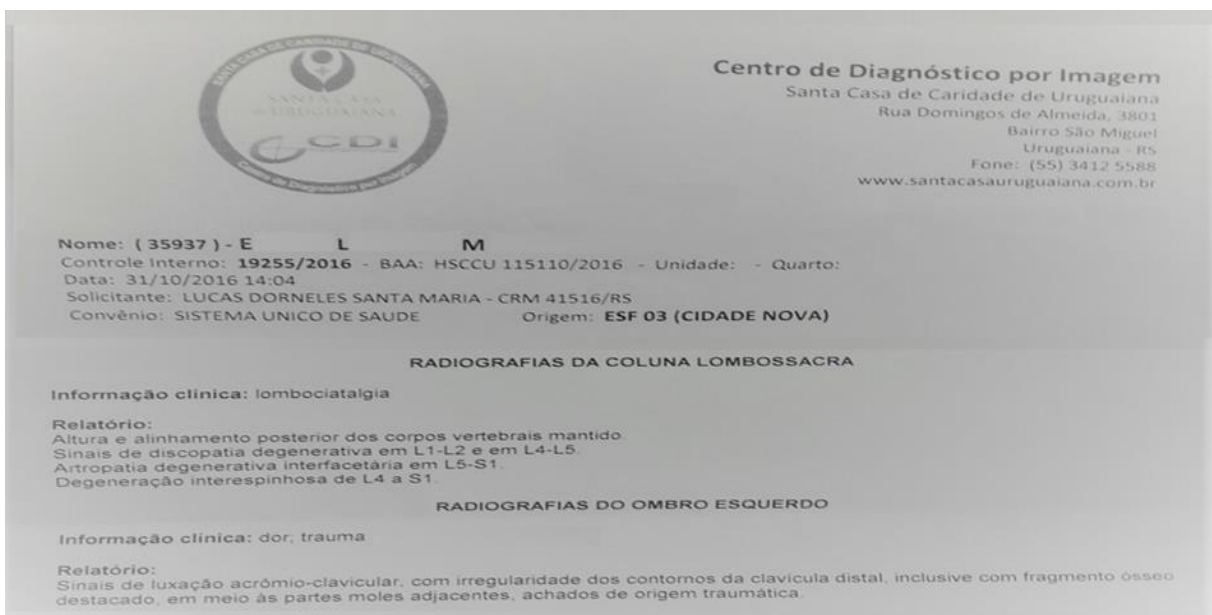 SANTA CASA DE CARIDADE DE URUGUAIANA
SANTA CASA
DE URUGUAIANA
CDI
Centro de Diagnóstico por Imagem
Centro de Diagnóstico por Imagem
Santa Casa de Caridade de Uruguaiana
Rua Domingos de Almeida, 3801
Bairro São Miguel
Uruguaiana - RS
Fone: (55) 3412 5588
www.santacasauruguaiana.com.br
Nome: ( 35937 ) - E L M
Controle Interno: 19255/2016 - BAA: HSCCU 115110/2016 - Unidade: - Quarto:
Data: 31/10/2016 14:04
Solicitante: LUCAS DORNELES SANTA MARIA - CRM 41516/RS
Convênio: SISTEMA UNICO DE SAUDE Origem: ESF 03 (CIDADE NOVA)
RADIOGRAFIAS DA COLUNA LOMBOSSACRA
Informação clínica: lombociatalgia
Relatório:
Altura e alinhamento posterior dos corpos vertebrais mantido.
Sinais de discopatia degenerativa em L1-L2 e em L4-L5.
Artropatia degenerativa interfacetária em L5-S1.
Degeneração interespinhosa de L4 a S1.
RADIOGRAFIAS DO OMBRO ESQUERDO
Informação clínica: dor; trauma
Relatório:
Sinais de luxação acrômio-clavicular, com irregularidade dos contornos da clavícula distal, inclusive com fragmento ósseo
destacado, em meio às partes moles adjacentes, achados de origem traumática.